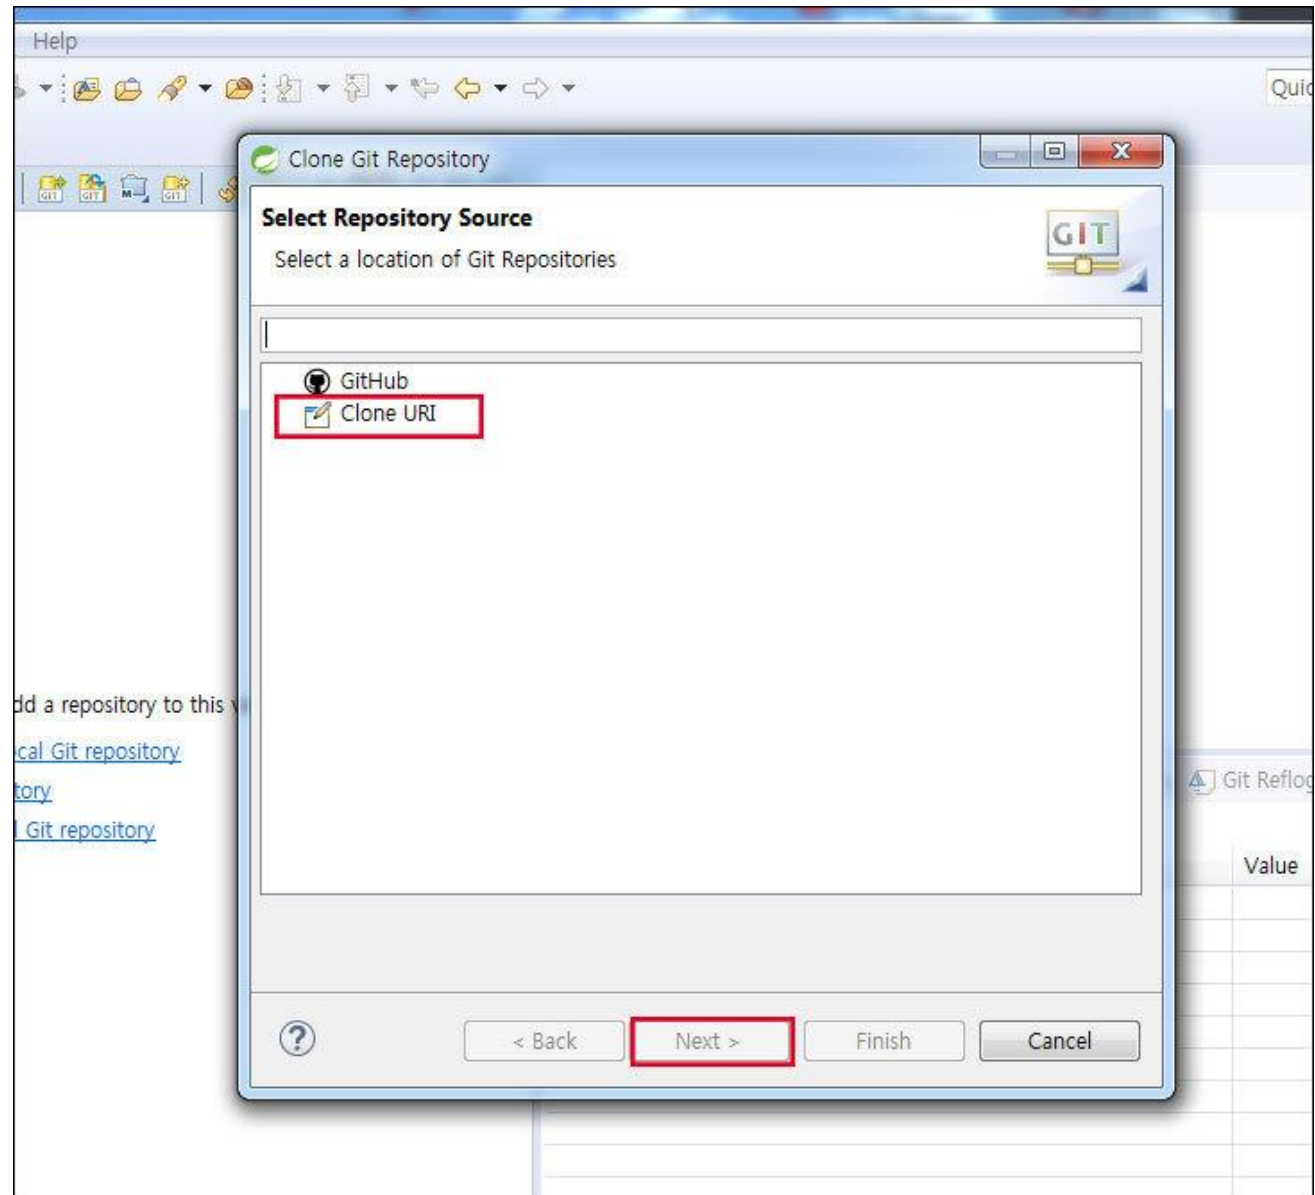 Help
Quic
Clone Git Repository
Select Repository Source
Select a location of Git Repositories
GIT
GitHub
Clone URI
dd a repository to this
cal Git repository
tory
Git repository
Git Reflog
Value
< Back
Next >
Finish
Cancel